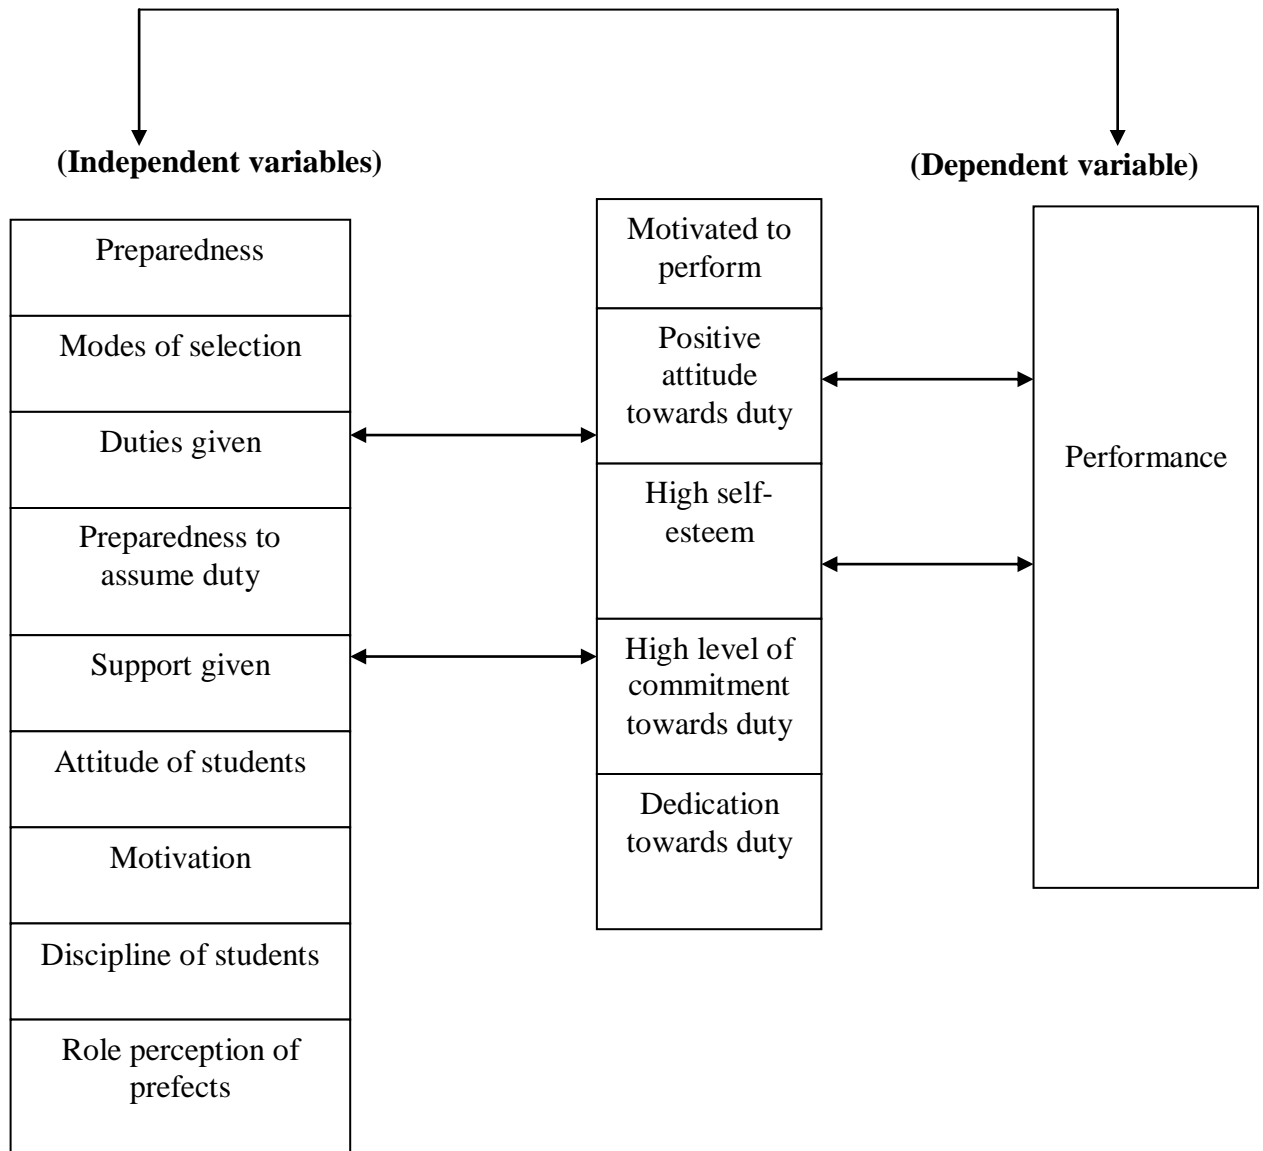 (Independent variables)
(Dependent variable)
Preparedness
Modes of selection
Duties given
Preparedness to
assume duty
Support given
Attitude of students
Motivation
Discipline of students
Role perception of
prefects
Motivated to
perform
Positive
attitude
towards duty
High self-
esteem
High level of
commitment
towards duty
Dedication
towards duty
Performance